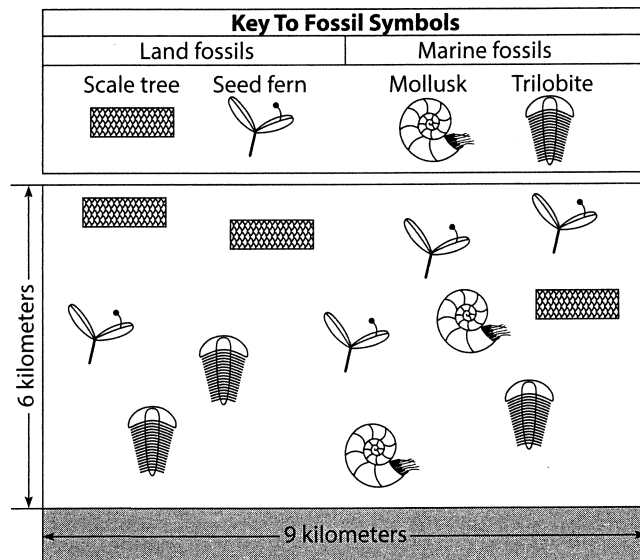 Key To Fossil Symbols
Land fossils Marine fossils
Scale tree Seed fern Mollusk Trilobite
6 kilometers
9 kilometers